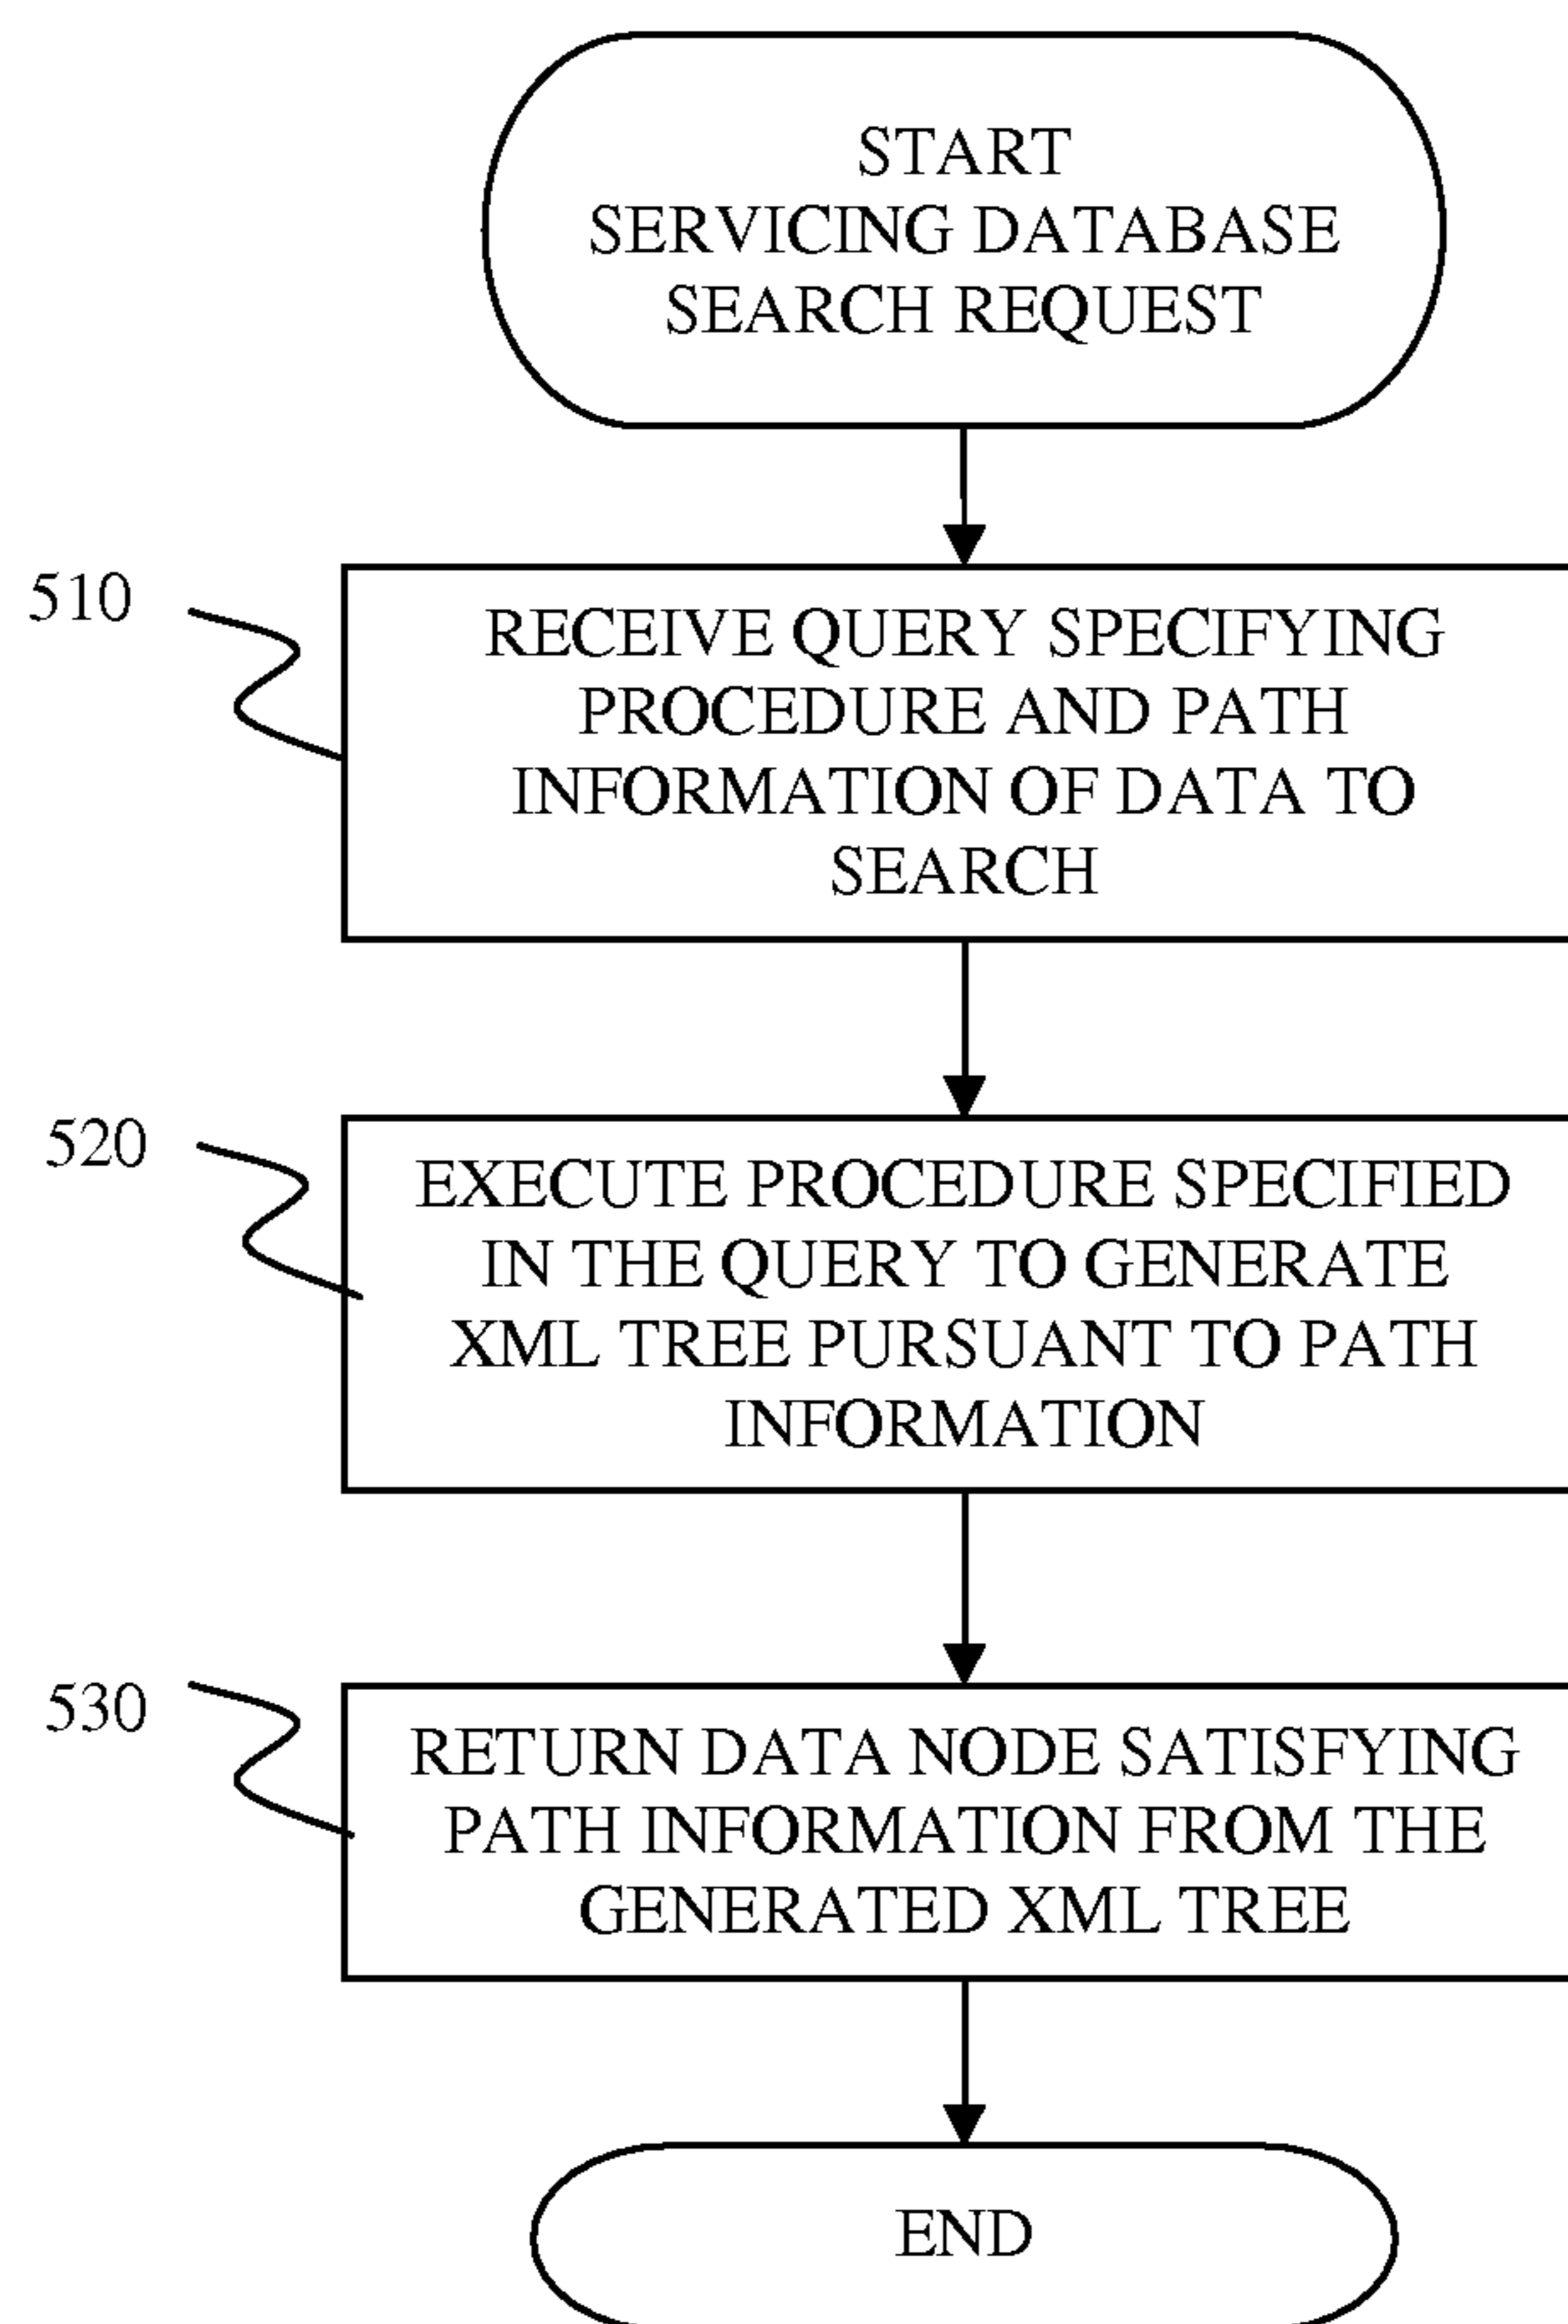 START
SERVICING DATABASE
SEARCH REQUEST
510
RECEIVE QUERY SPECIFYING
PROCEDURE AND PATH
INFORMATION OF DATA TO
SEARCH
520
EXECUTE PROCEDURE SPECIFIED
IN THE QUERY TO GENERATE
XML TREE PURSUANT TO PATH
INFORMATION
530
RETURN DATA NODE SATISFYING
PATH INFORMATION FROM THE
GENERATED XML TREE
END